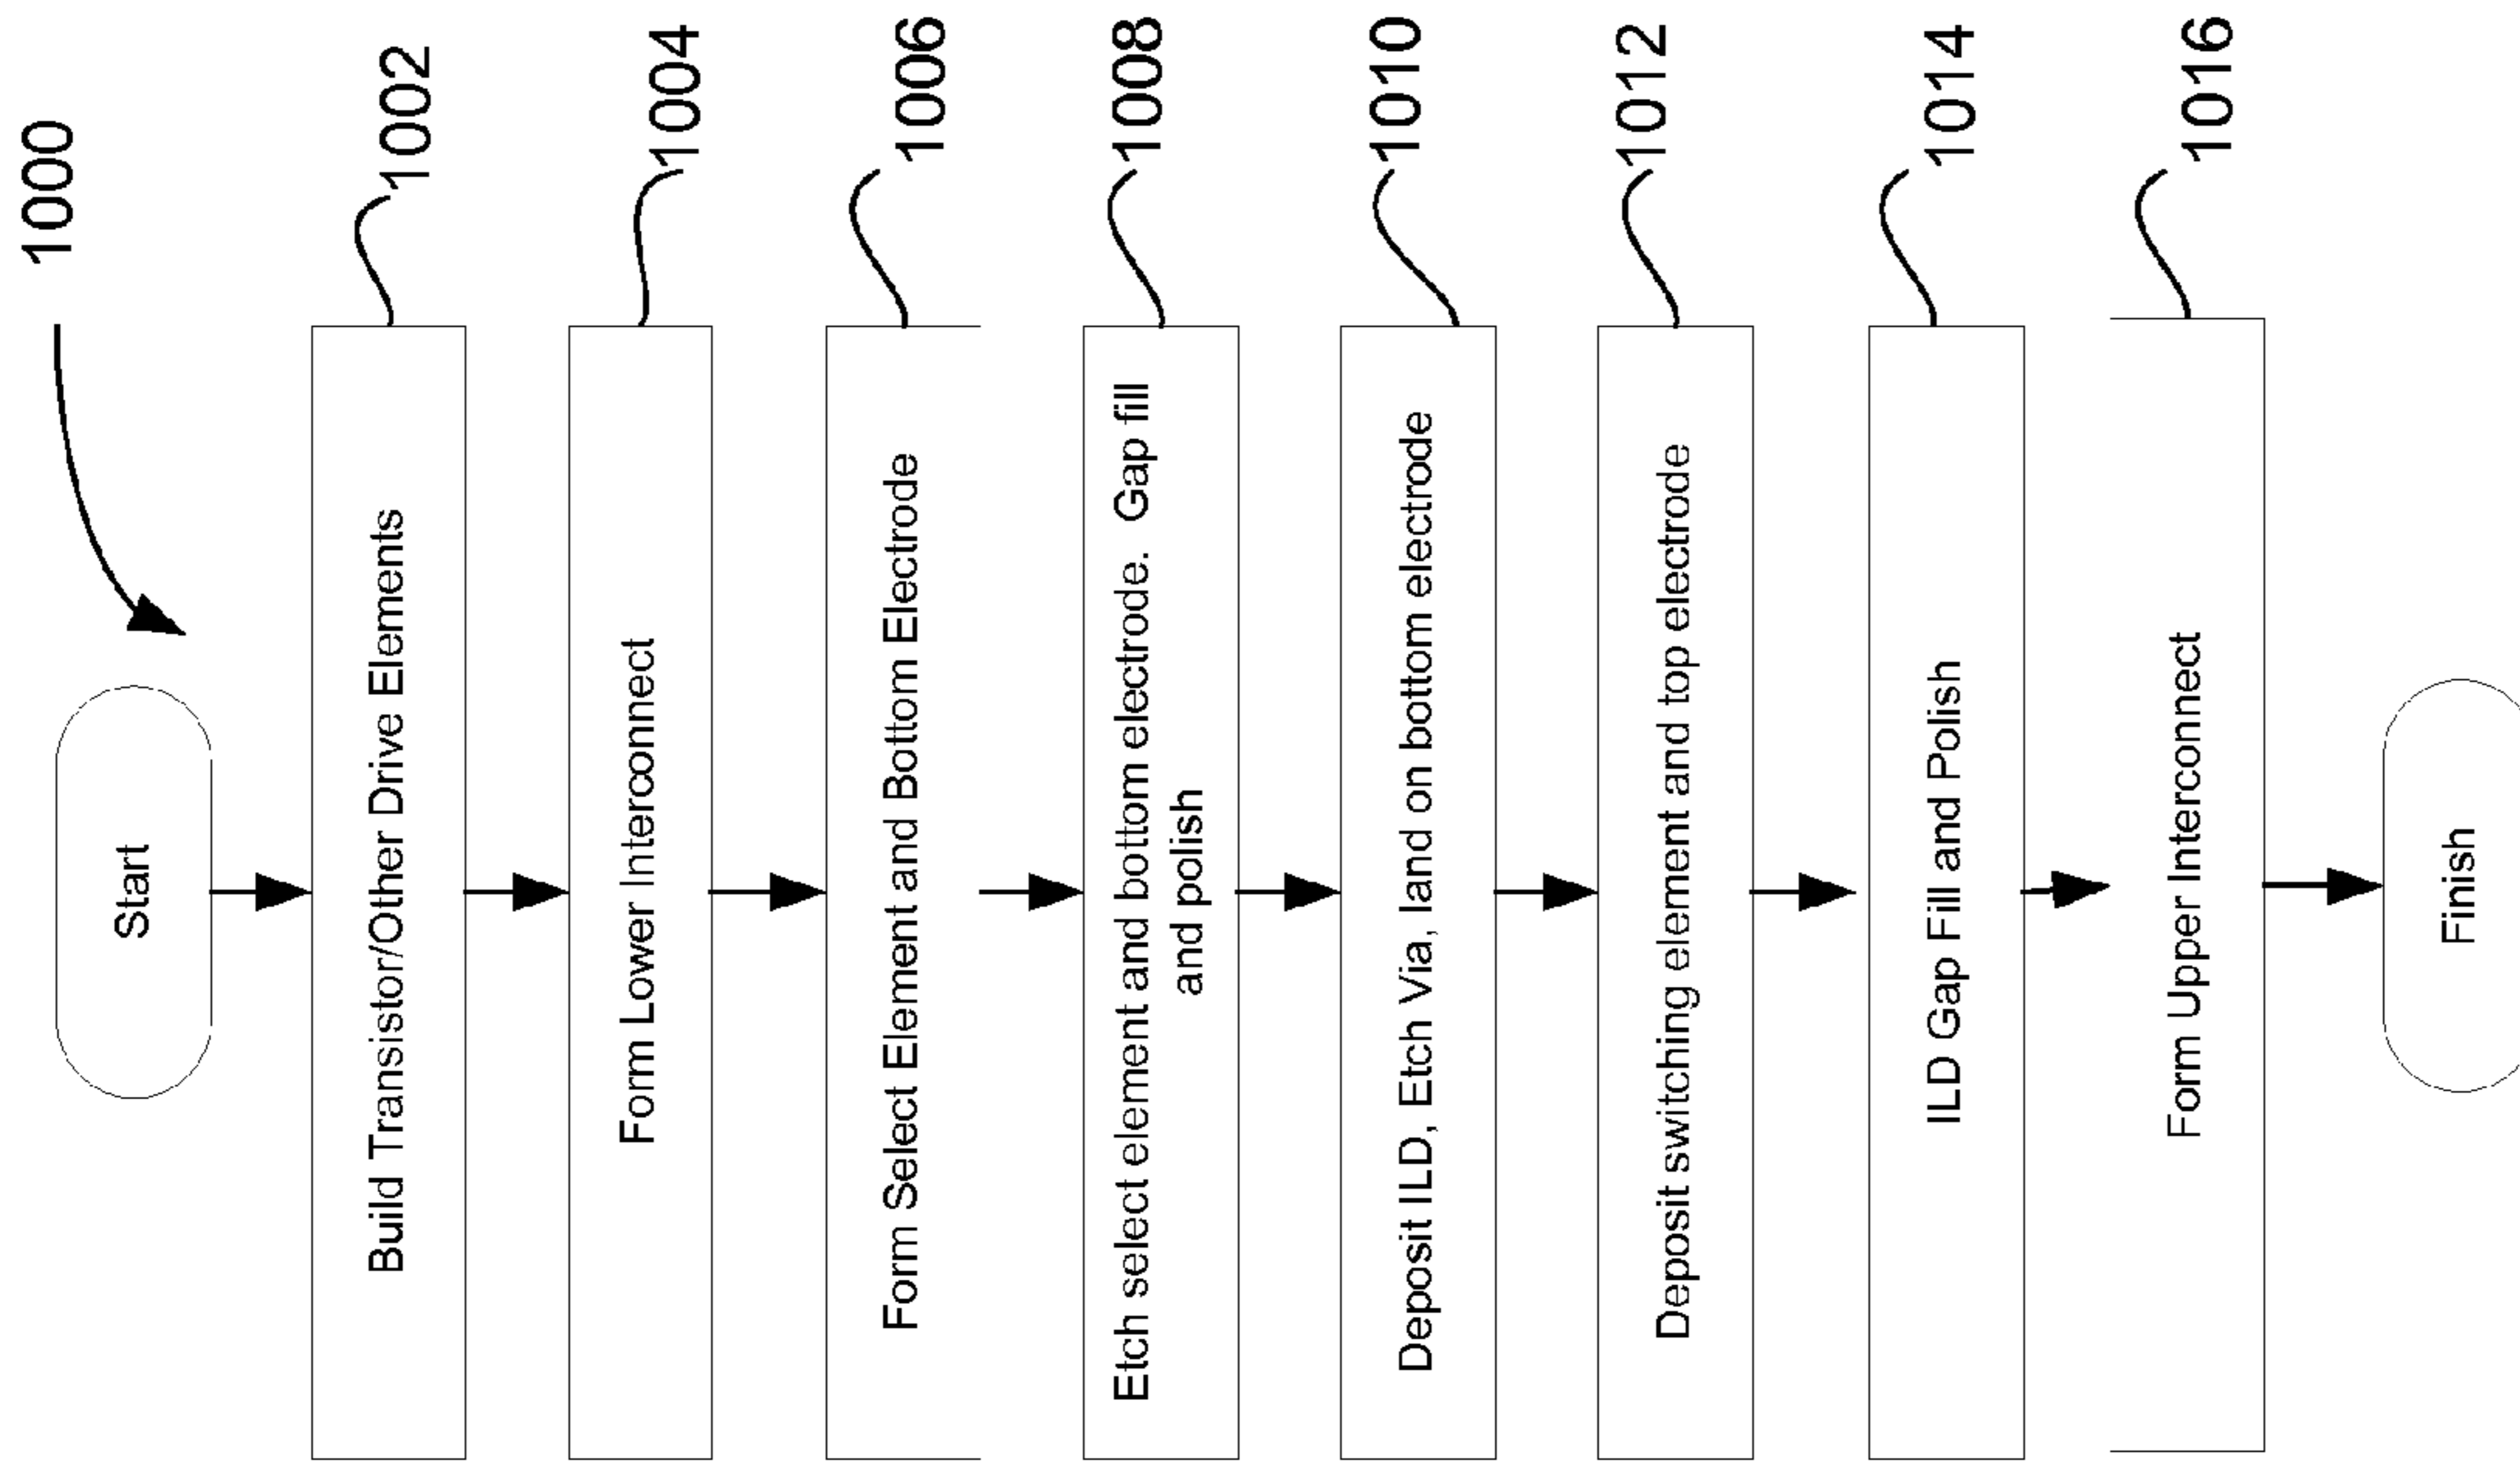 1000
Start
Build Transistor/Other Drive Elements
1002
Form Lower Interconnect
1004
Form Select Element and Bottom Electrode
1006
Etch select element and bottom electrode.  Gap fill
and polish
1008
Deposit ILD, Etch Via, land on bottom electrode
1010
Deposit switching element and top electrode
1012
ILD Gap Fill and Polish
1014
Form Upper Interconnect
1016
Finish